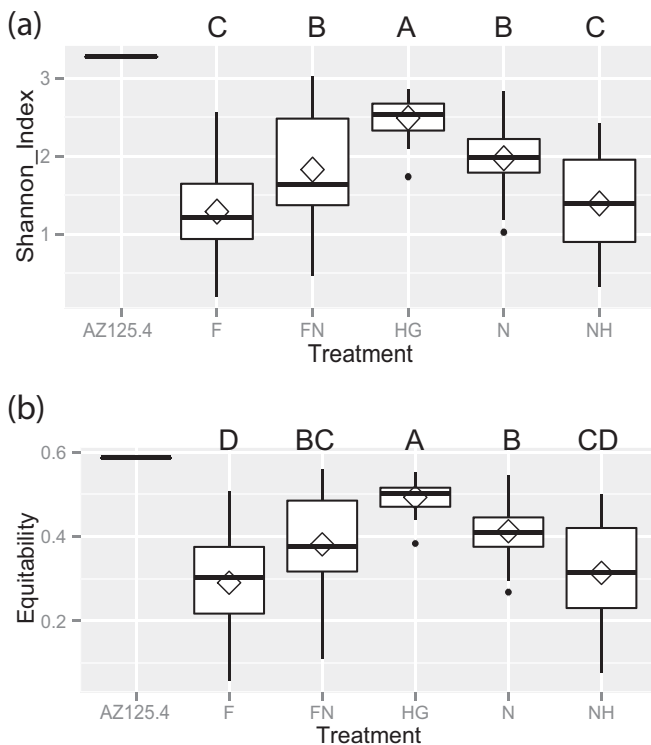 (a)
C B A B C
3
2
1
Shannon_Index
AZ125.4 F FN HG N NH
Treatment
(b)
D BC A B CD
0.6
0.4
0.2
Equitability
AZ125.4 F FN HG N NH
Treatment